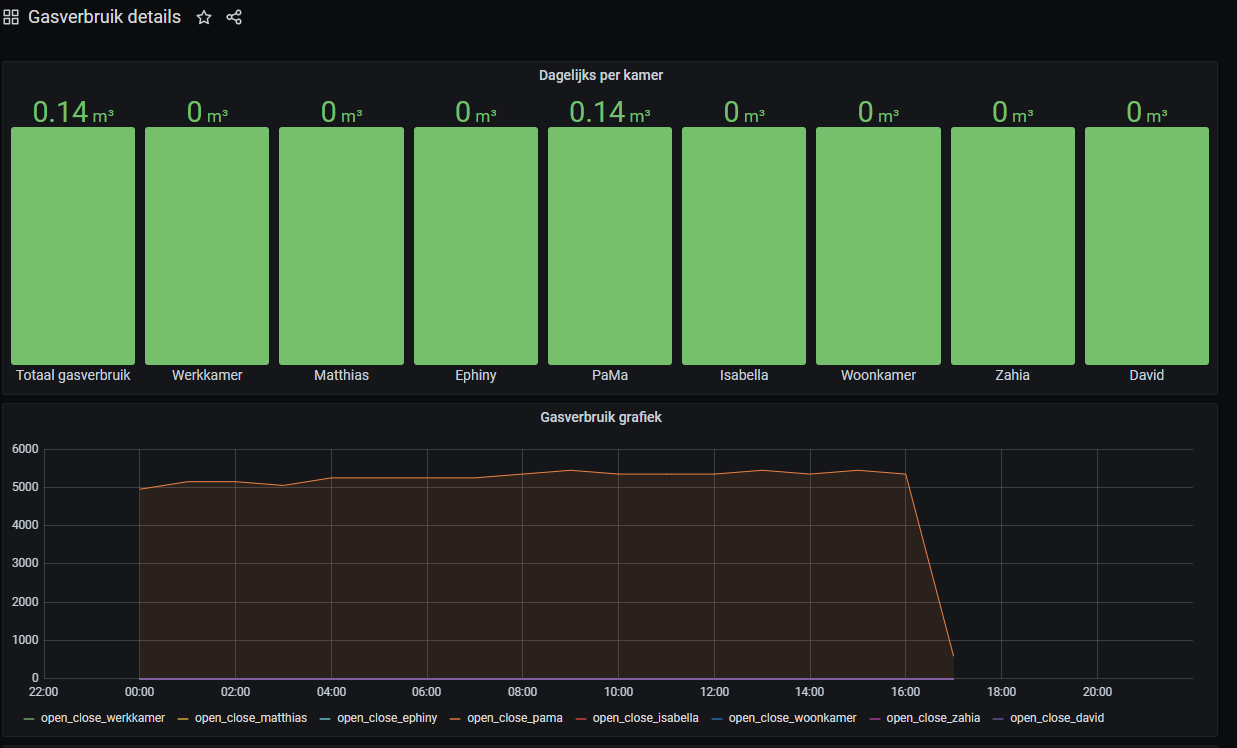 Gasverbruik details
Dagelijks per kamer
0.14 m³ 0 m³ 0 m³ 0 m³ 0.14 m³ 0 m³ 0 m³ 0 m³ 0 m³
Totaal gasverbruik Werkkamer Matthias Ephiny PaMa Isabella Woonkamer Zahia David
Gasverbruik grafiek
6000
5000
4000
3000
2000
1000
0
22:00 00:00 02:00 04:00 06:00 08:00 10:00 12:00 14:00 16:00 18:00 20:00
open_close_werkkamer open_close_matthias open_close_ephiny open_close_pama open_close_isabella open_close_woonkamer open_close_zahia open_close_david